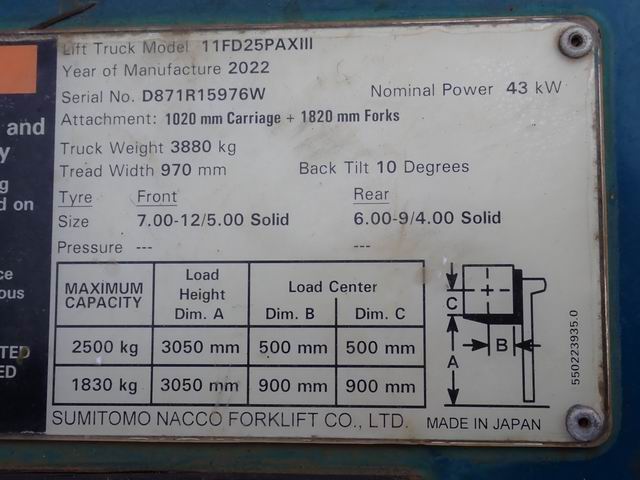 Lift Truck Model 11FD25PAXIII
Year of Manufacture 2022
Serial No. D871R15976W Nominal Power 43 kW
Attachment: 1020 mm Carriage + 1820 mm Forks
Truck Weight 3880 kg
Tread Width 970 mm Back Tilt 10 Degrees
Tyre Front Rear
Size 7.00-12/5.00 Solid 6.00-9/4.00 Solid
Pressure --- ---
MAXIMUM CAPACITY Load Height Dim. A Load Center Dim. B Dim. C
2500 kg 3050 mm 500 mm 500 mm
1830 kg 3050 mm 900 mm 900 mm
C
B
A
550223935.0
SUMITOMO NACCO FORKLIFT CO., LTD. MADE IN JAPAN
and
d on